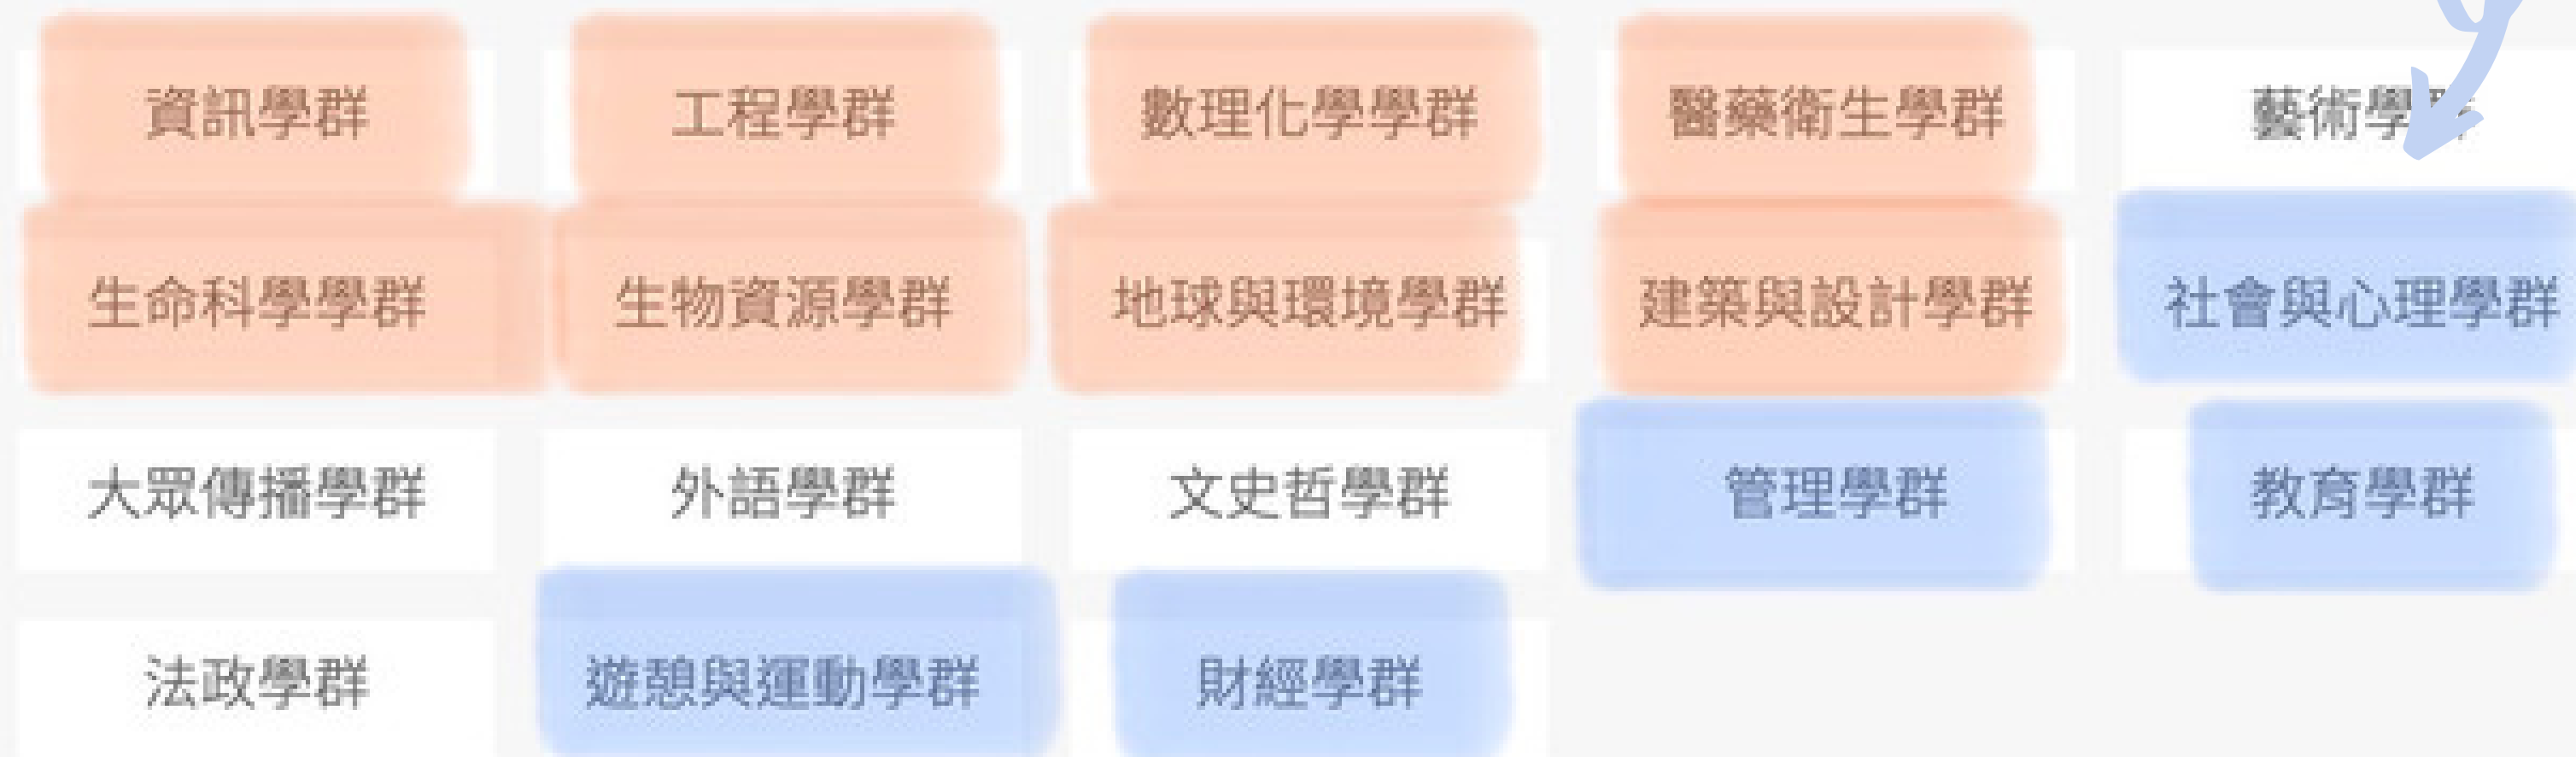 資訊學群 工程學群 數理化學學群 醫藥衛生學群 藝術學群
生命科學學群 生物資源學群 地球與環境學群 建築與設計學群 社會與心理學群
大眾傳播學群 外語學群 文史哲學群 管理學群 教育學群
法政學群 遊憩與運動學群 財經學群